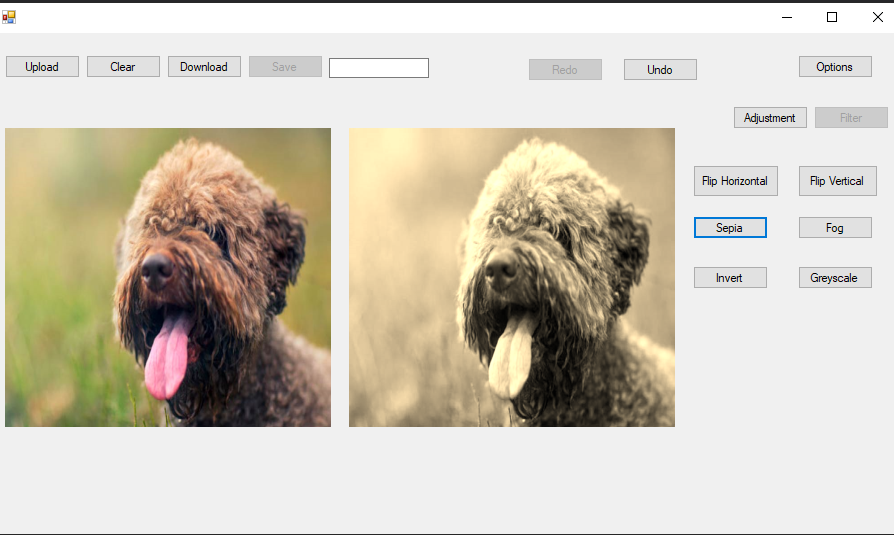 Upload Clear Download Save Redo Undo Options
Adjustment Filter
Flip Horizontal Flip Vertical
Sepia Fog
Invert Greyscale